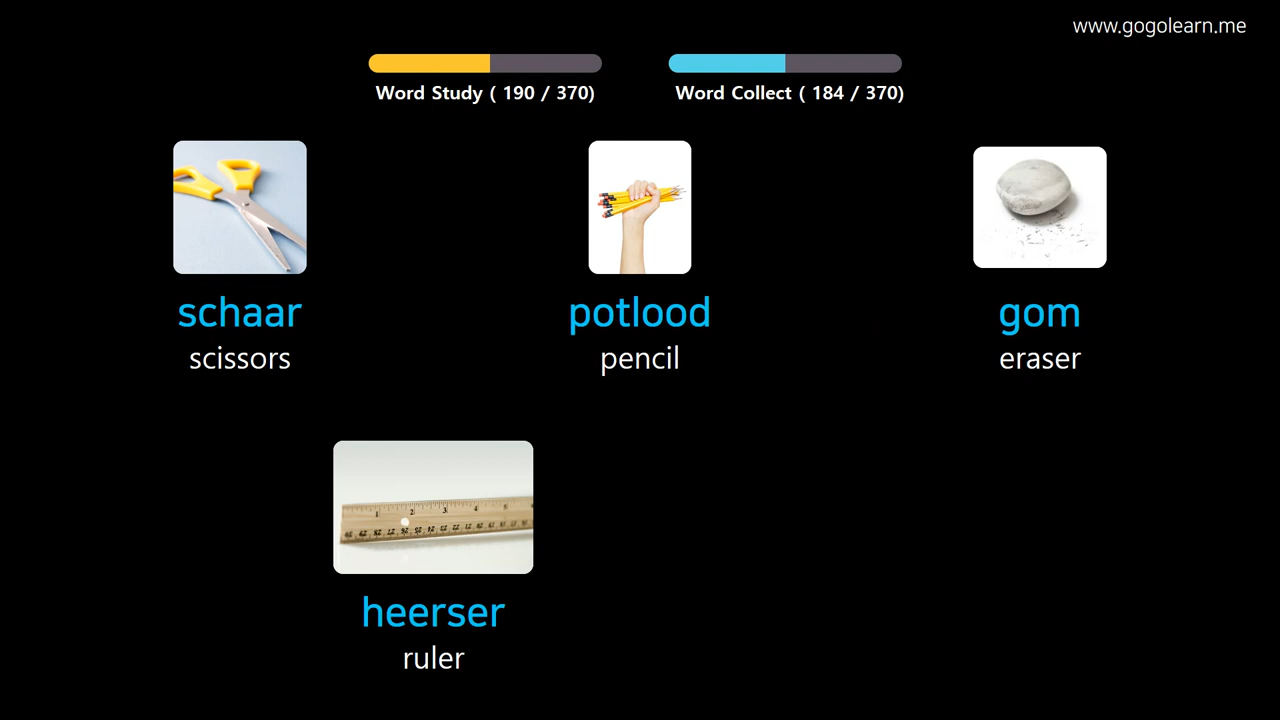 www.gogolearn.me
Word Study ( 190 / 370)
Word Collect ( 184 / 370)
schaar
scissors
potlood
pencil
gom
eraser
heerser
ruler